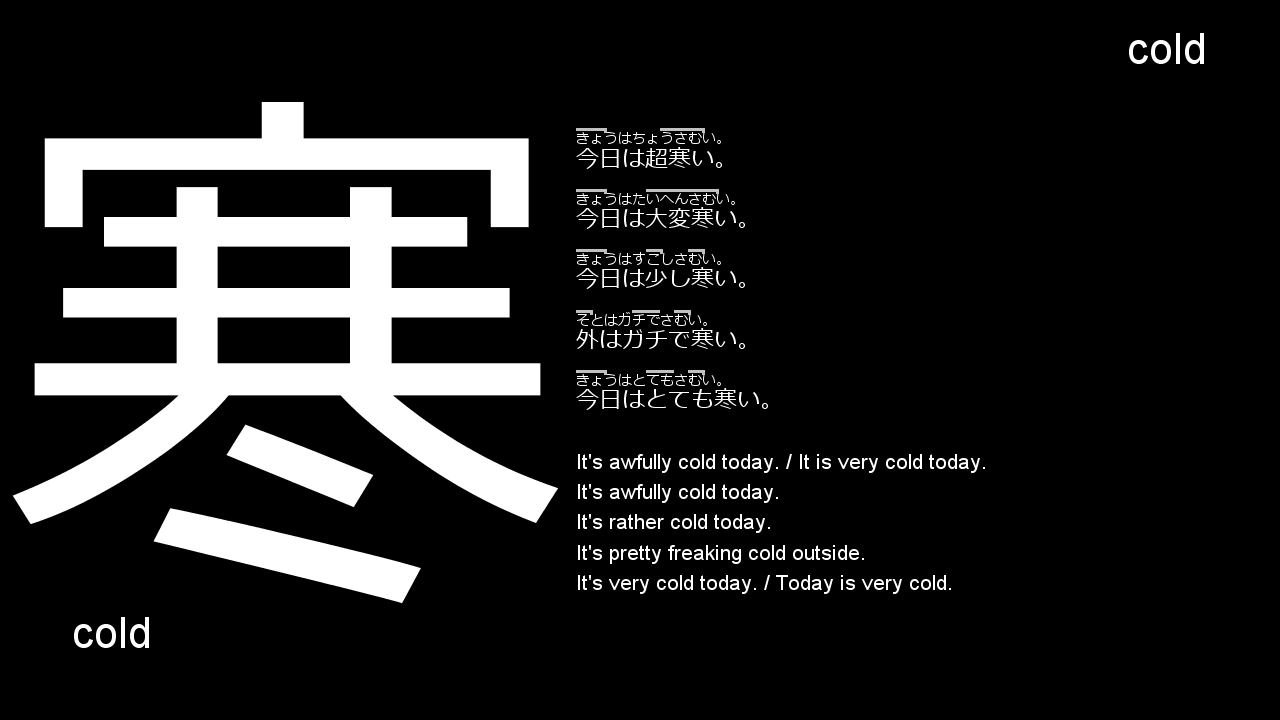 cold
寒
きょうはちょうさむい。
今日は超寒い。
きょうはたいへんさむい。
今日は大変寒い。
きょうはすこしさむい。
今日は少し寒い。
そとはガチでさむい。
外はガチで寒い。
きょうはとてもさむい。
今日はとても寒い。
It's awfully cold today. / It is very cold today.
It's awfully cold today.
It's rather cold today.
It's pretty freaking cold outside.
It's very cold today. / Today is very cold.
cold